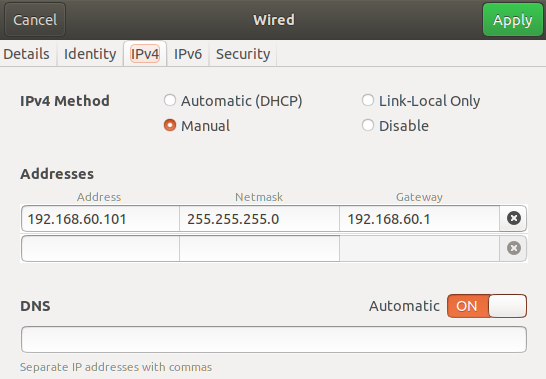 Cancel Wired Apply
Details Identity IPv4 IPv6 Security
IPv4 Method Automatic (DHCP) Link-Local Only
Manual Disable
Addresses
Address Netmask Gateway
192.168.60.101 255.255.255.0 192.168.60.1
DNS Automatic ON
Separate IP addresses with commas